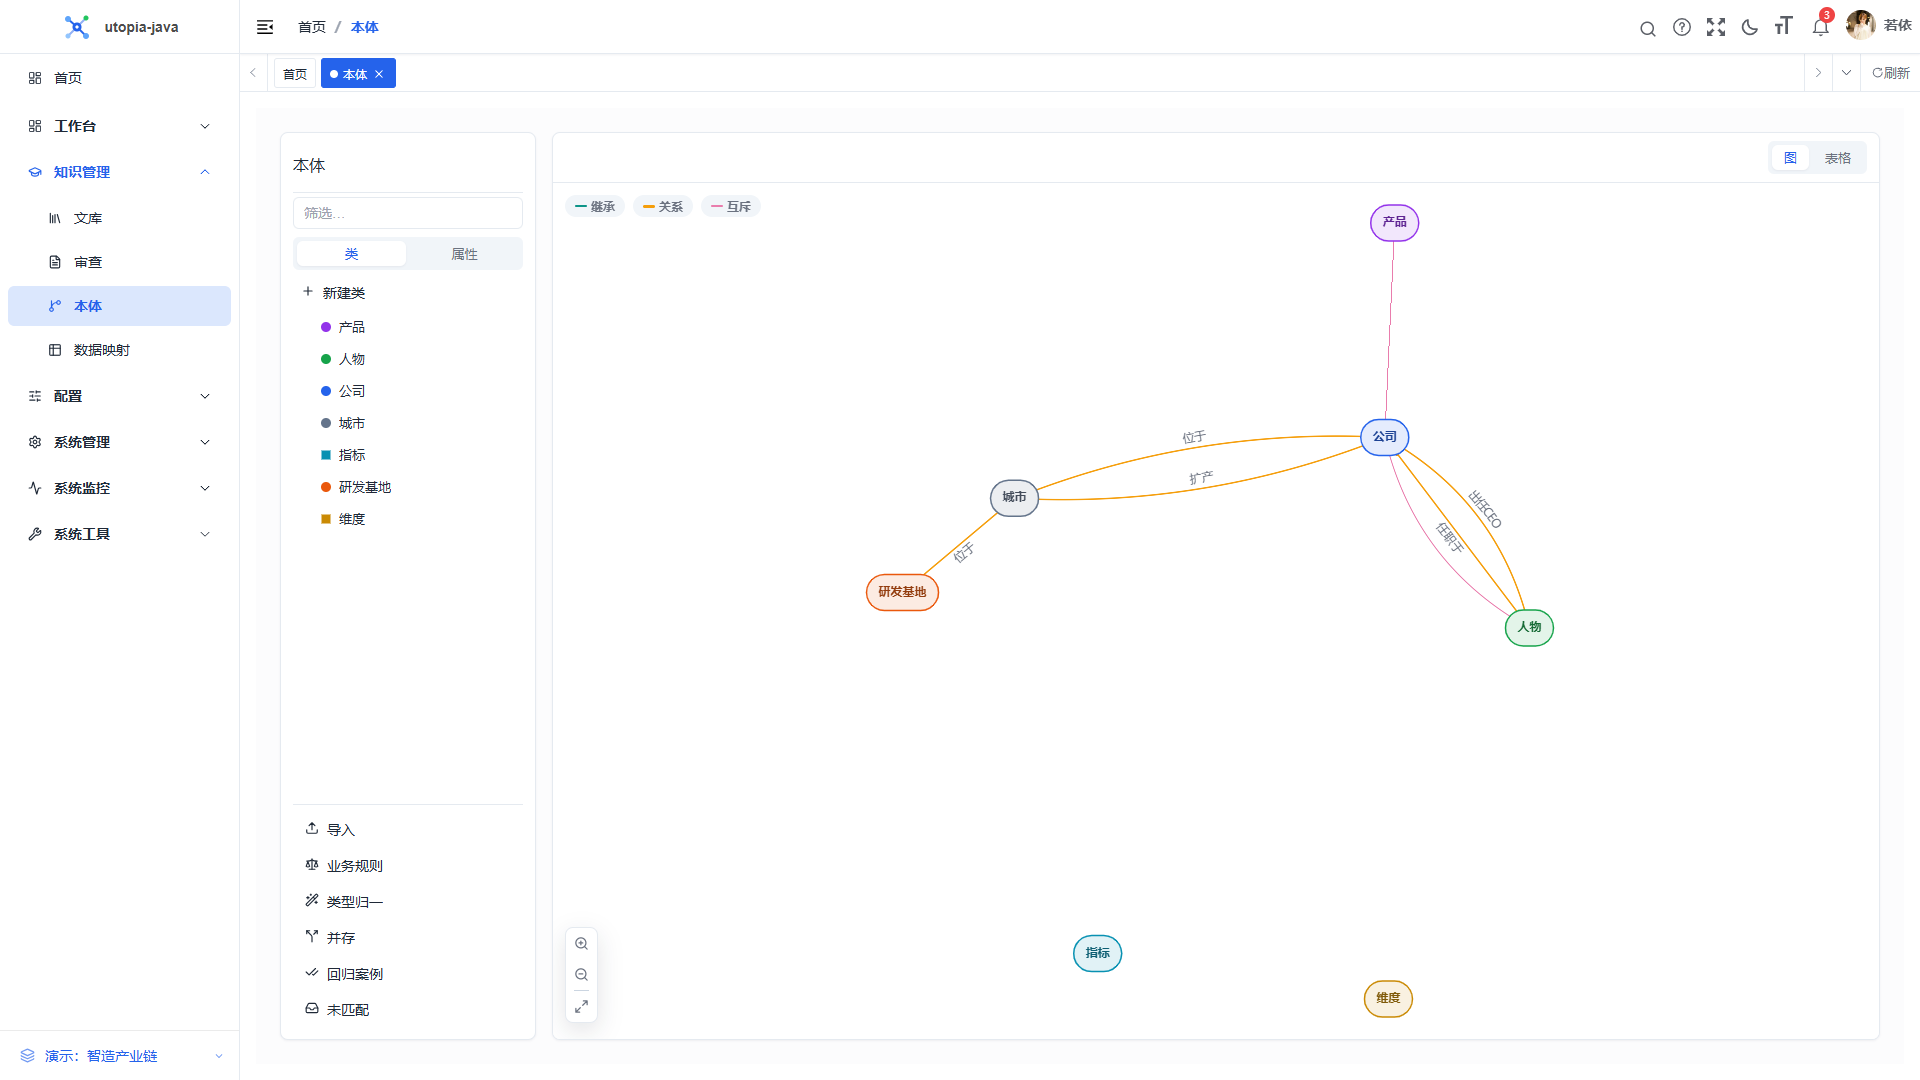 utopia-java
首页 / 本体
3
若依
首页
本体
刷新
首页
工作台
知识管理
文库
审查
本体
数据映射
配置
系统管理
系统监控
系统工具
演示：智造产业链
本体
筛选...
类
属性
新建类
产品
人物
公司
城市
指标
研发基地
维度
导入
业务规则
类型归一
并存
回归案例
未匹配
图
表格
继承
关系
互斥
产品
位于
公司
扩产
城市
出任CEO
任职于
位于
研发基地
人物
指标
维度